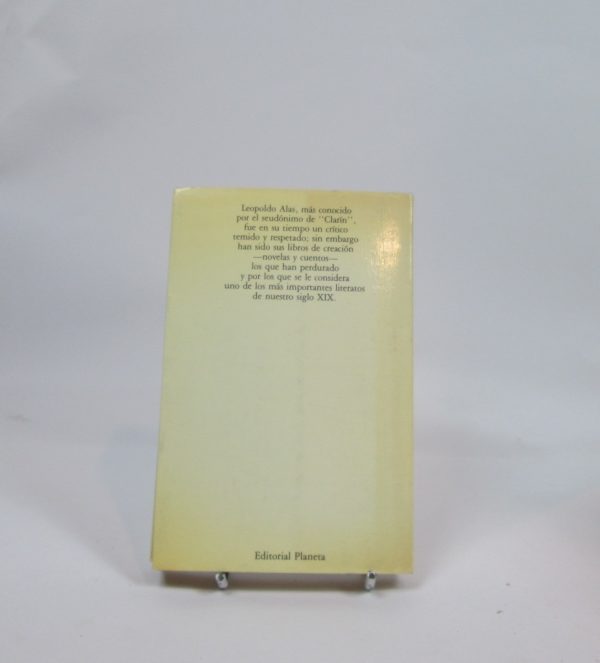 Leopoldo Alas, más conocido
por el seudónimo de "Clarín",
fue en su tiempo un crítico
temido y respetado; sin embargo
han sido sus libros de creación
—novelas y cuentos—
los que han perdurado
y por los que se le considera
uno de los más importantes literatos
de nuestro siglo XIX.
Editorial Planeta